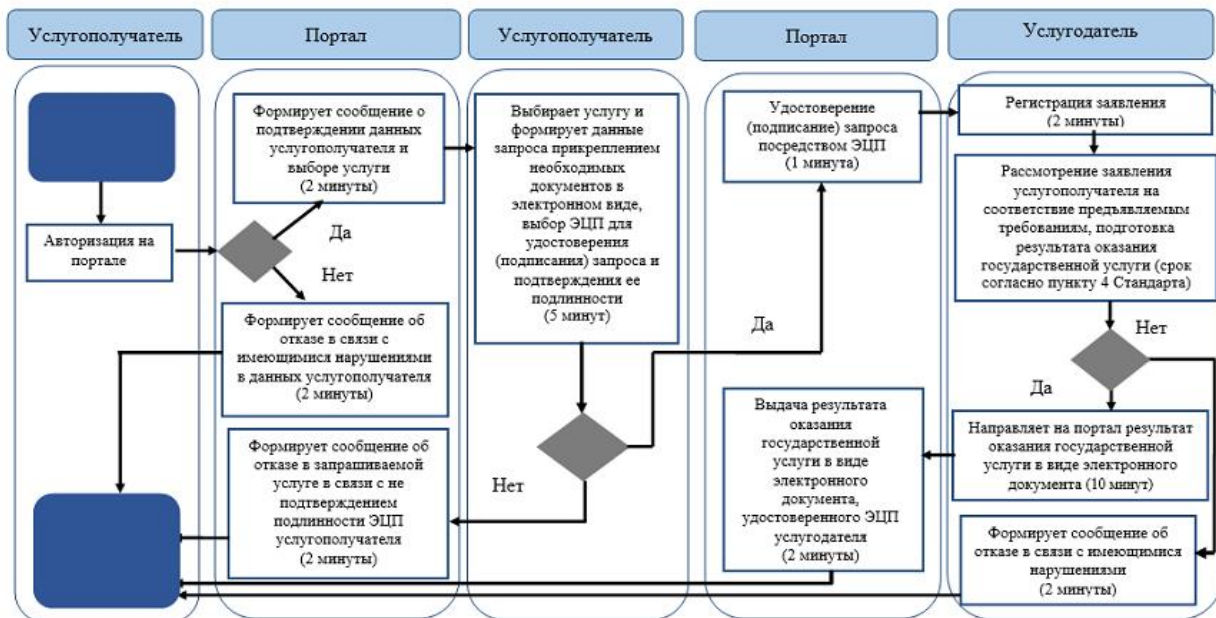 Услугополучатель
Портал
Услугополучатель
Портал
Услугодатель
Авторизация на
портале
Формирует сообщение о
подтверждении данных
услугополучателя и
выборе услуги
(2 минуты)
Да
Нет
Формирует сообщение об
отказе в связи с
имеющимися нарушениями
в данных услугополучателя
(2 минуты)
Формирует сообщение об
отказе в запрашиваемой
услуге в связи с не
подтверждением
подлинности ЭЦП
услугополучателя
(2 минуты)
Выбирает услугу и
формирует данные
запроса прикреплением
необходимых
документов в
электронном виде,
выбор ЭЦП для
удостоверения
(подписания) запроса и
подтверждения ее
подлинности
(5 минут)
Да
Нет
Удостоверение
(подписание) запроса
посредством ЭЦП
(1 минута)
Выдача результата
оказания
государственной
услуги в виде
электронного
документа,
удостоверенного ЭЦП
услугодателя
(2 минуты)
Регистрация заявления
(2 минуты)
Рассмотрение заявления
услугополучателя на
соответствие предъявляемым
требованиям, подготовка
результата оказания
государственной услуги (срок
согласно пункту 4 Стандарта)
Нет
Да
Направляет на портал результат
оказания государственной
услуги в виде электронного
документа (10 минут)
Формирует сообщение об
отказе в связи с имеющимися
нарушениями
(2 минуты)